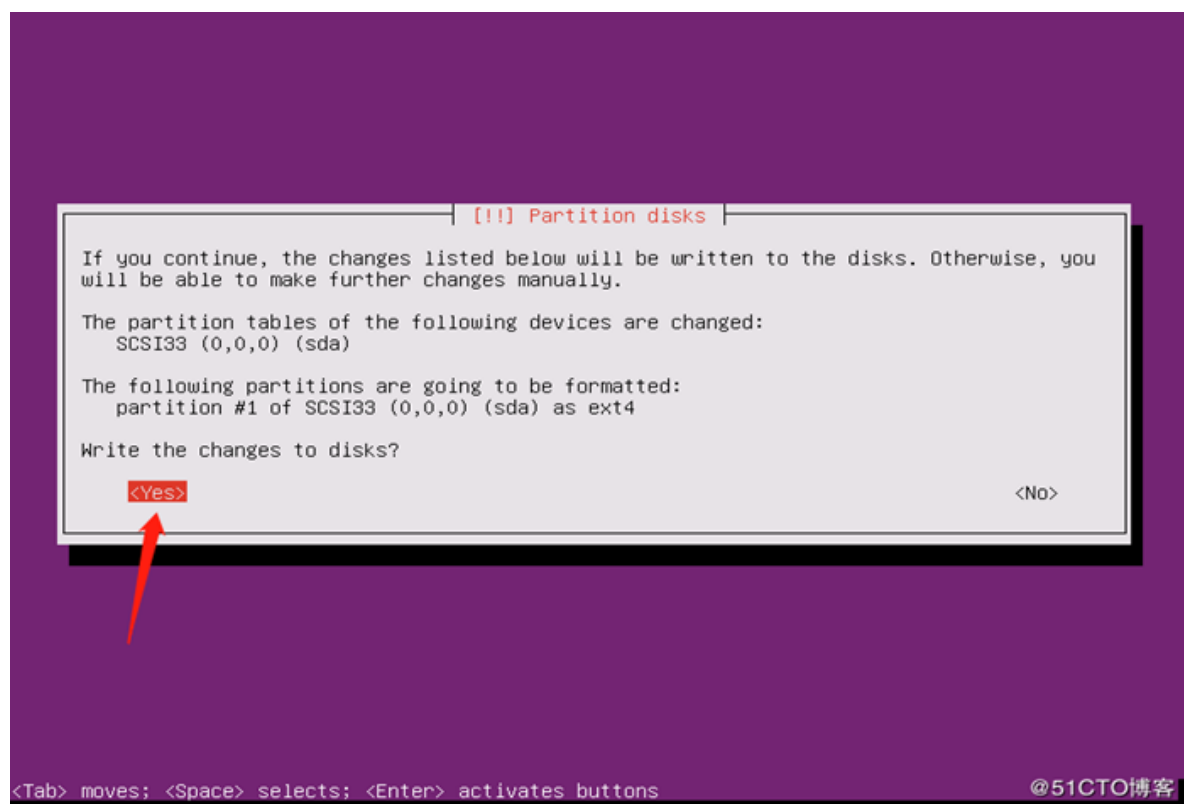 [!!] Partition disks
If you continue, the changes listed below will be written to the disks. Otherwise, you
will be able to make further changes manually.
The partition tables of the following devices are changed:
SCSI33 (0,0,0) (sda)
The following partitions are going to be formatted:
partition #1 of SCSI33 (0,0,0) (sda) as ext4
Write the changes to disks?
<Yes> <No>
<Tab> moves; <Space> selects; <Enter> activates buttons
@51CTO博客